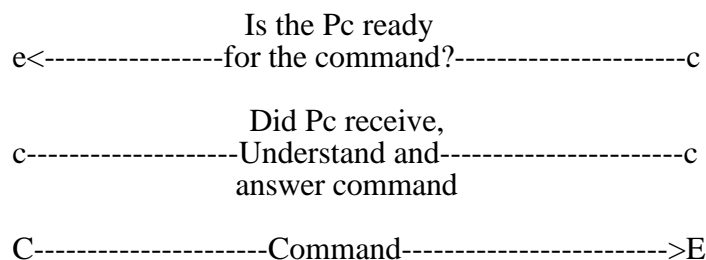 Is the Pc ready
e<-----------------for the command?----------------------c
Did Pc receive,
c--------------------Understand and-----------------------c
answer command
C----------------------Command------------------------->E